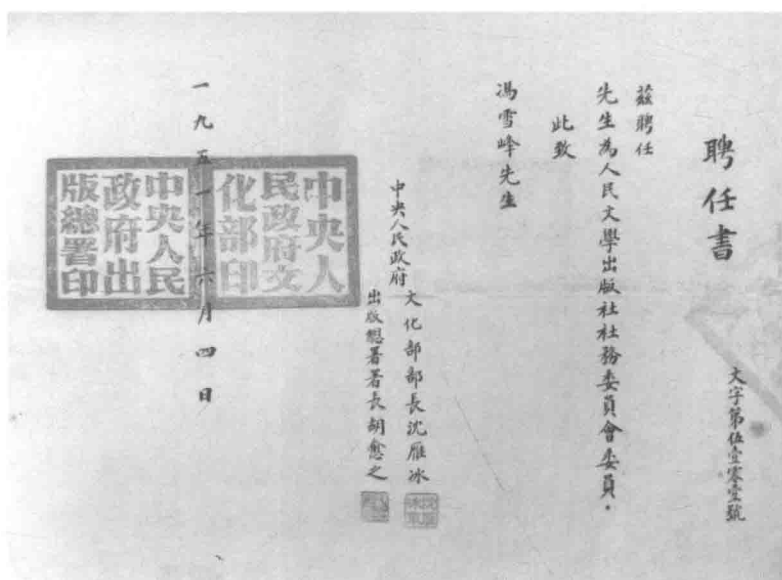 聘任書
文字第伍壹零壹號
茲聘任
先生為人民文學出版社社務委員會委員.
此致
馮雪峰先生
中央人民政府
文化部部長沈雁冰
出版總署署長胡愈之
一九五一年六月四日
中央人
民政府文
化部印
中央人民
政府出
版總署印